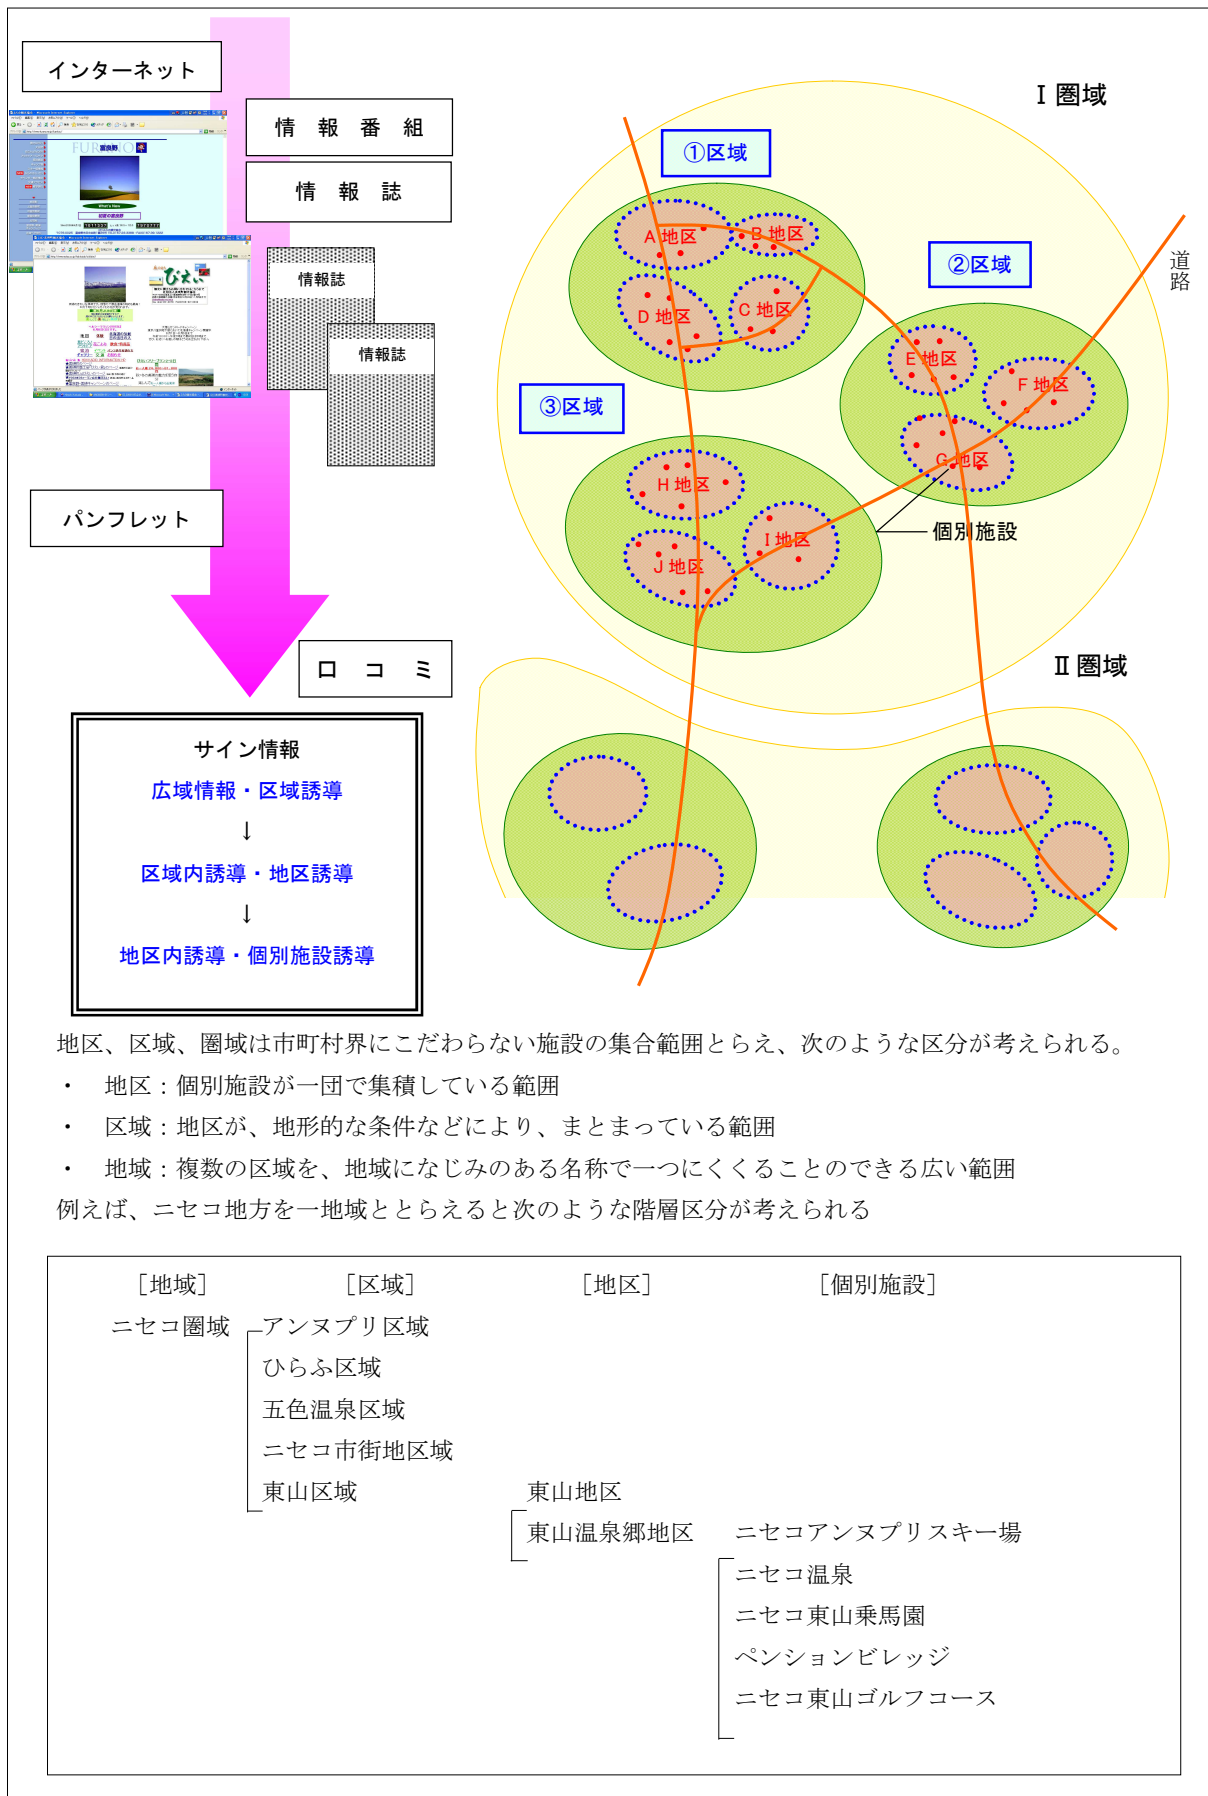 インターネット
情報番組
情報誌
FURANO
富良野
What's New
びえい
情報誌
情報誌
パンフレット
口コミ
サイン情報
広域情報・区域誘導
↓
区域内誘導・地区誘導
↓
地区内誘導・個別施設誘導
Ⅰ圏域
①区域
A地区
B地区
C地区
D地区
②区域
道路
E地区
F地区
G地区
③区域
H地区
I地区
J地区
個別施設
Ⅱ圏域
地区、区域、圏域は市町村界にこだわらない施設の集合範囲とらえ、次のような区分が考えられる。
・ 地区：個別施設が一団で集積している範囲
・ 区域：地区が、地形的な条件などにより、まとまっている範囲
・ 地域：複数の区域を、地域になじみのある名称で一つにくくることのできる広い範囲
例えば、ニセコ地方を一地域ととらえると次のような階層区分が考えられる
［地域］ ［区域］ ［地区］ ［個別施設］
ニセコ圏域 アンヌプリ区域
ひらふ区域
五色温泉区域
ニセコ市街地区域
東山区域 東山地区
東山温泉郷地区 ニセコアンヌプリスキー場
ニセコ温泉
ニセコ東山乗馬園
ペンションビレッジ
ニセコ東山ゴルフコース